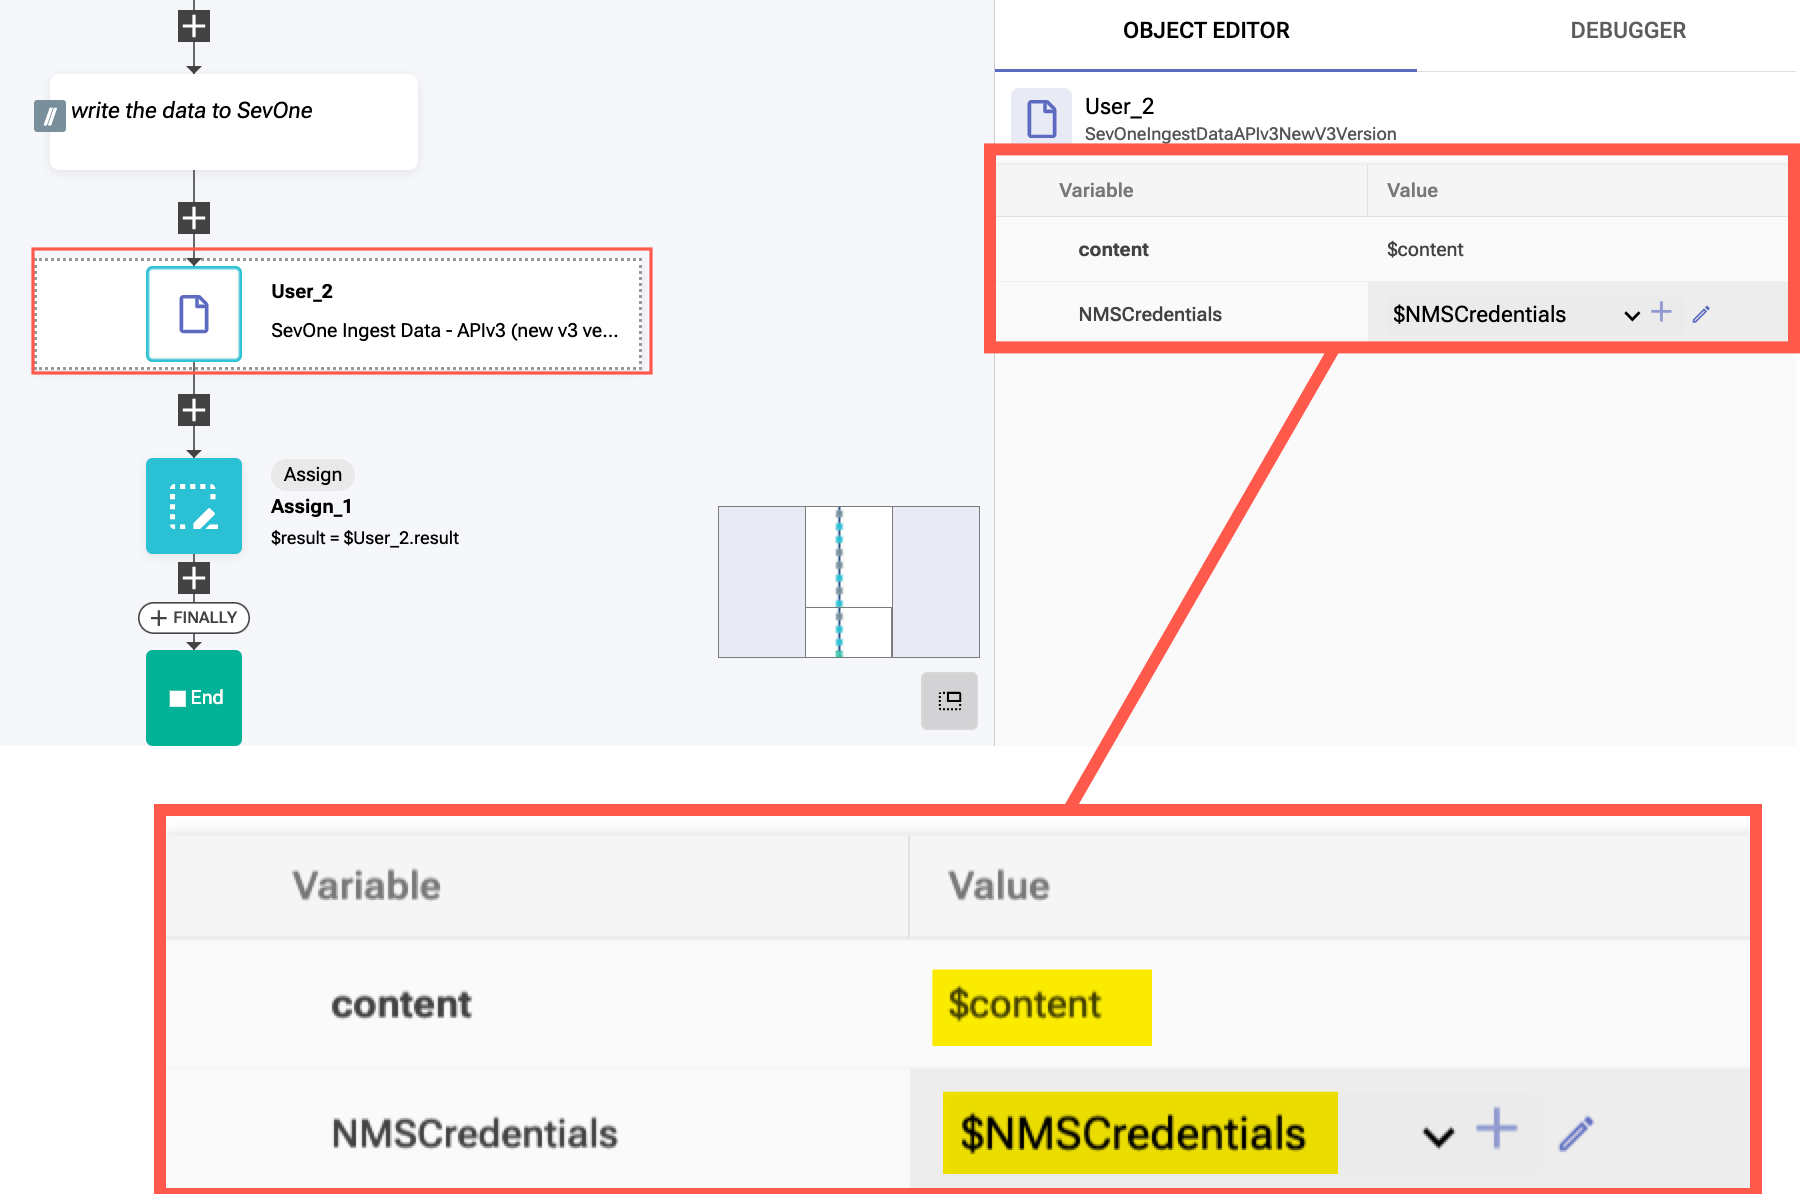 write the data to SevOne
User_2
SevOne Ingest Data - APIv3 (new v3 ve...
Assign
Assign_1
$result = $User_2.result
FINALLY
End
OBJECT EDITOR
DEBUGGER
User_2
SevOneIngestDataAPIv3NewV3Version
Variable
Value
content
$content
NMSCredentials
$NMSCredentials
Variable
Value
content
$content
NMSCredentials
$NMSCredentials